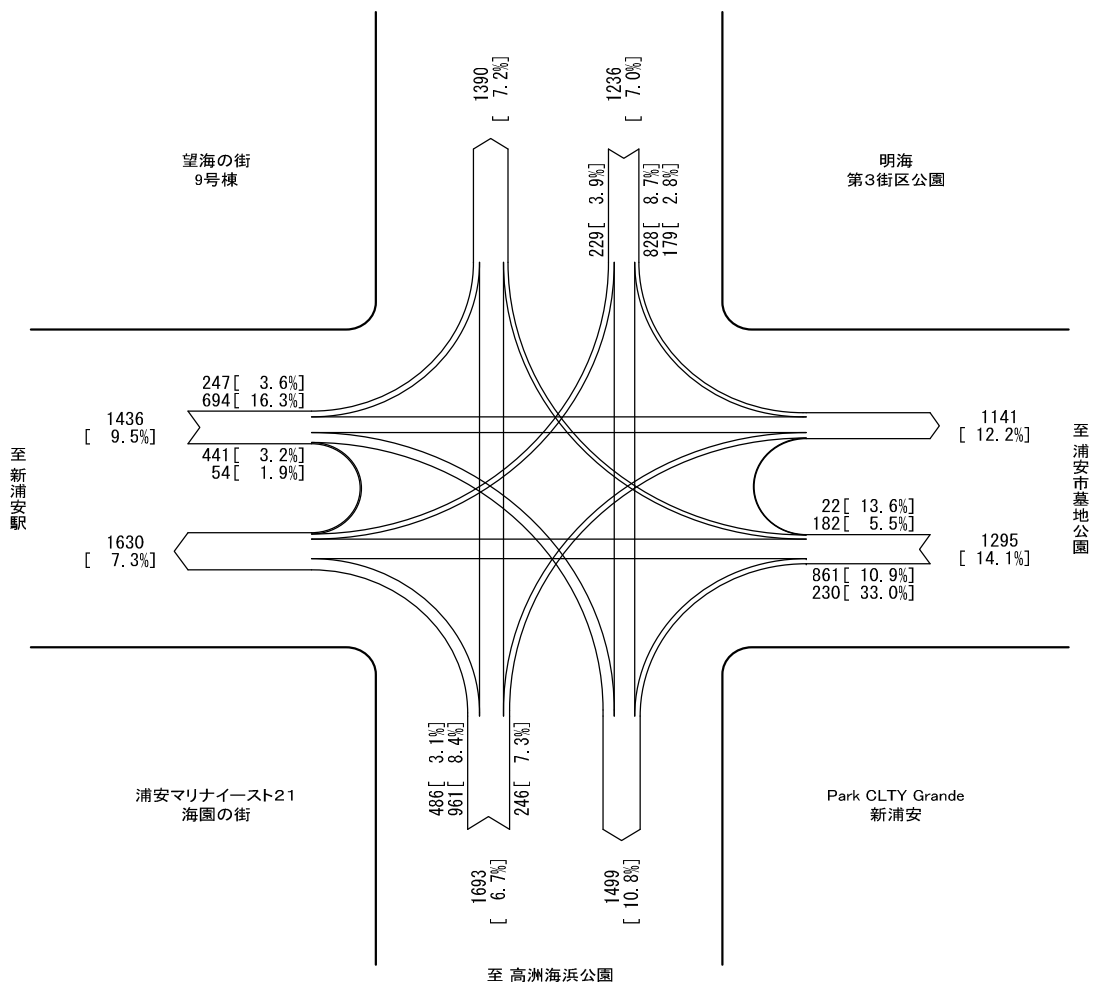 1390
[ 7.2%]
1236
[ 7.0%]
望海の街
9号棟
明海
第3街区公園
229[ 3.9%]
828[ 8.7%]
179[ 2.8%]
247[ 3.6%]
694[ 16.3%]
1436
[ 9.5%]
441[ 3.2%]
54[ 1.9%]
1141
[ 12.2%]
至 新浦安駅
至 浦安市墓地公園
22[ 13.6%]
182[ 5.5%]
1630
[ 7.3%]
1295
[ 14.1%]
861[ 10.9%]
230[ 33.0%]
486[ 3.1%]
961[ 8.4%]
246[ 7.3%]
浦安マリナイースト21
海園の街
Park CLTY Grande
新浦安
1693
[ 6.7%]
1499
[ 10.8%]
至 高洲海浜公園